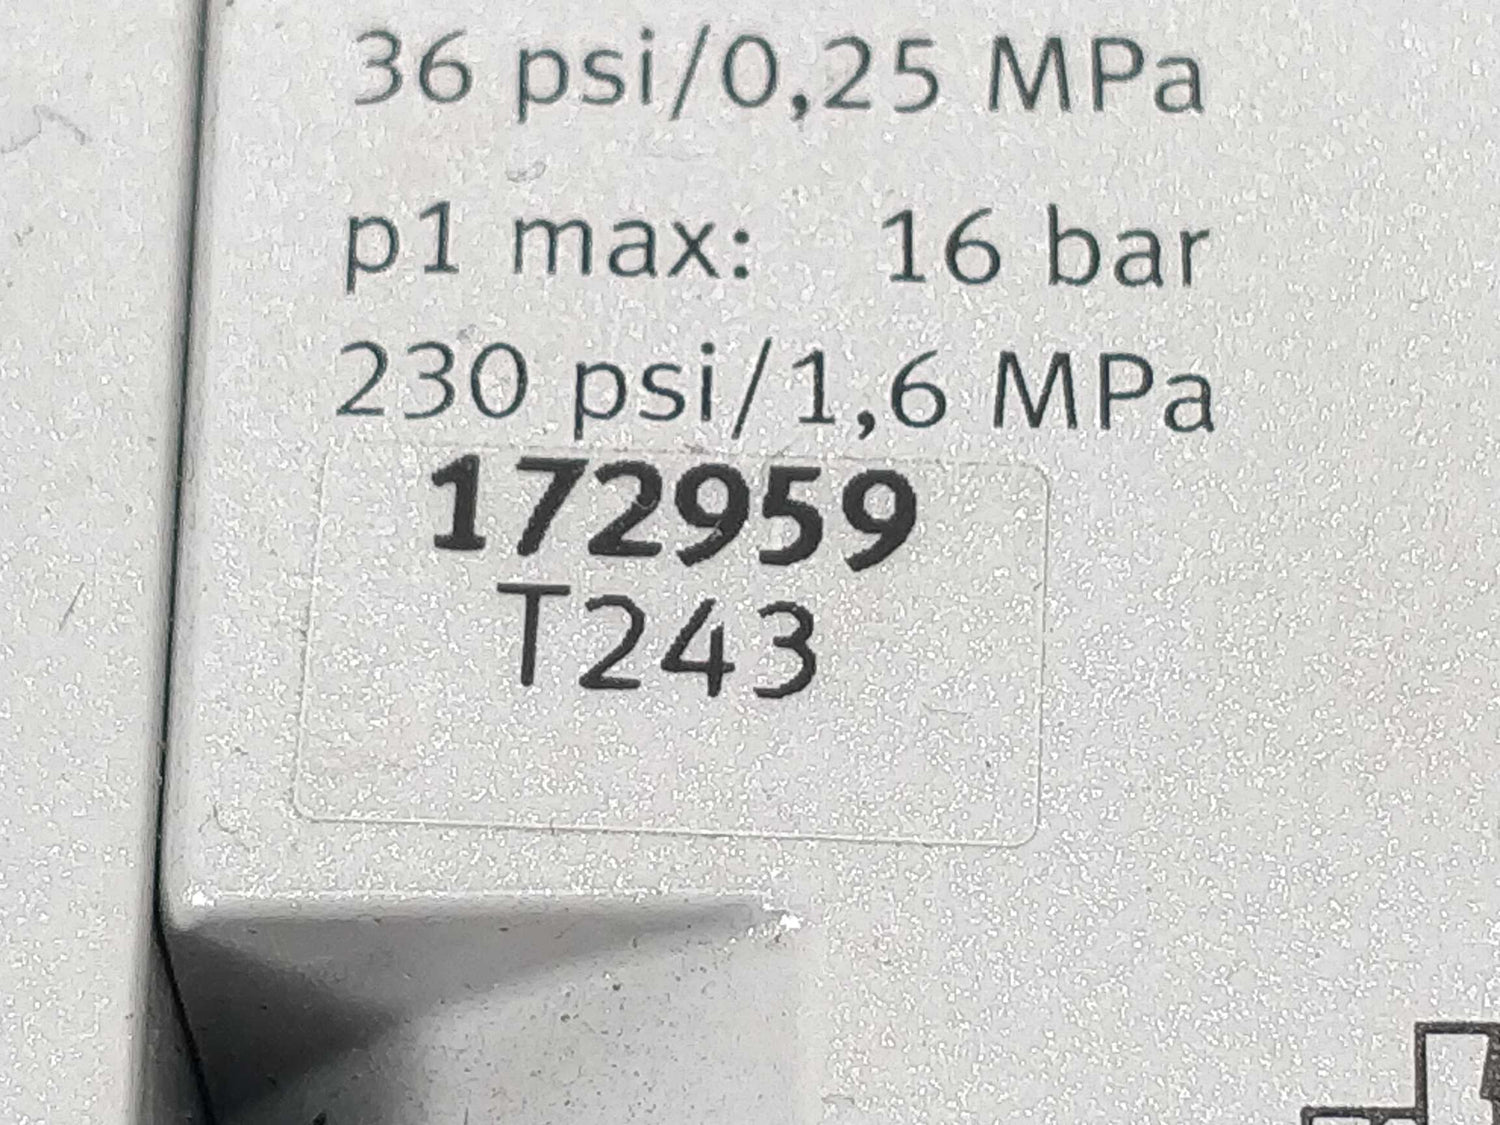 36 psi/0,25 MPa
p1 max: 16 bar
230 psi/1,6 MPa
172959
T243